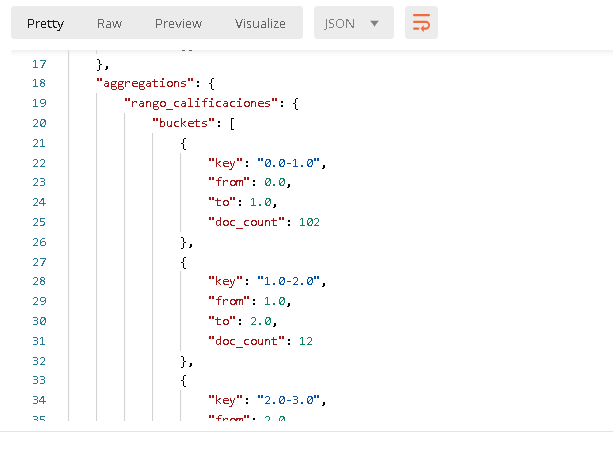 Pretty Raw Preview Visualize JSON
17 },
18 "aggregations": {
19 "rango_calificaciones": {
20 "buckets": [
21 {
22 "key": "0.0-1.0",
23 "from": 0.0,
24 "to": 1.0,
25 "doc_count": 102
26 },
27 {
28 "key": "1.0-2.0",
29 "from": 1.0,
30 "to": 2.0,
31 "doc_count": 12
32 },
33 {
34 "key": "2.0-3.0",
35 "from": 2.0